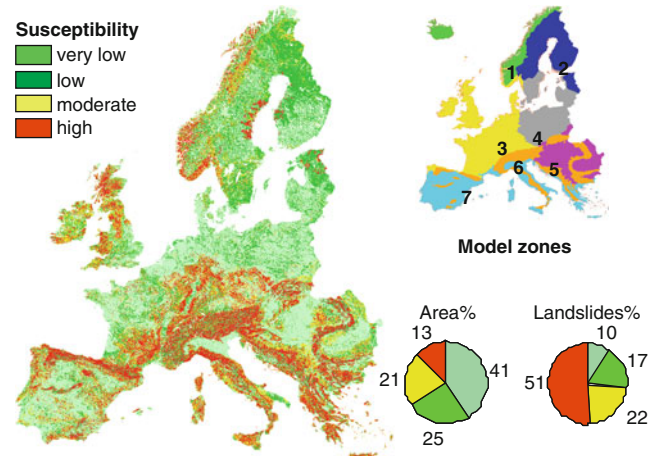 Susceptibility
very low
low
moderate
high
1
2
3
4
5
6
7
Model zones
Area%
13
41
21
25
Landslides%
10
17
51
22